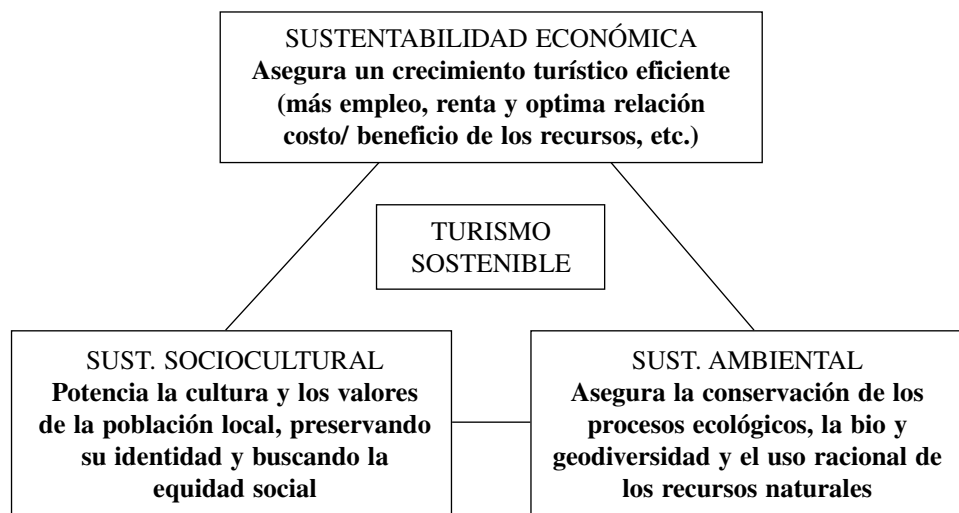 SUSTENTABILIDAD ECONÓMICA
Asegura un crecimiento turístico eficiente
(más empleo, renta y optima relación
costo/ beneficio de los recursos, etc.)
TURISMO
SOSTENIBLE
SUST. SOCIOCULTURAL
Potencia la cultura y los valores
de la población local, preservando
su identidad y buscando la
equidad social
SUST. AMBIENTAL
Asegura la conservación de los
procesos ecológicos, la bio y
geodiversidad y el uso racional de
los recursos naturales